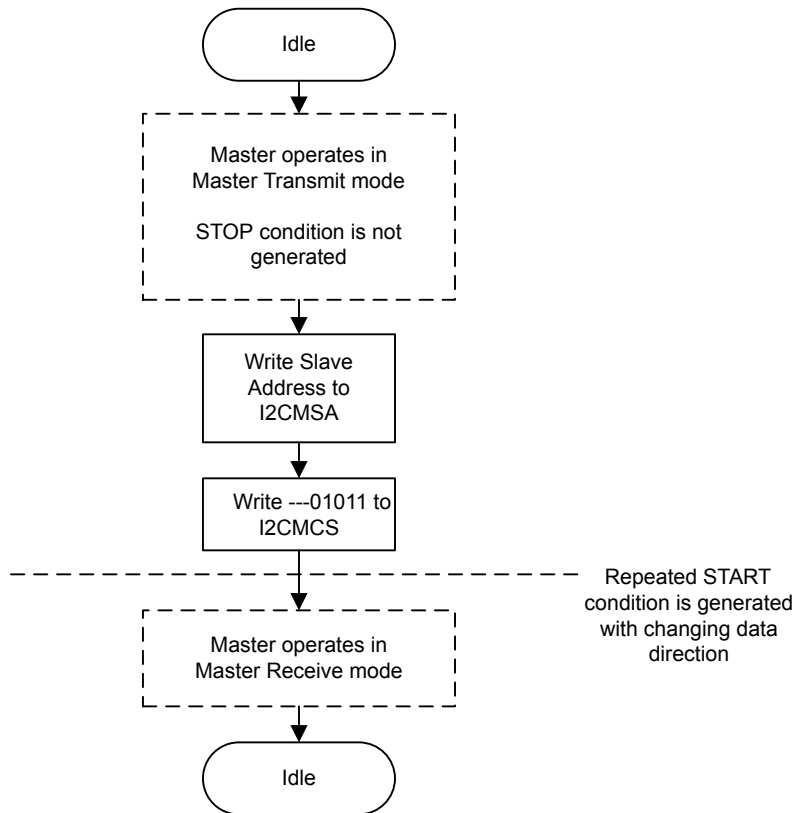 Idle
Master operates in
Master Transmit mode
STOP condition is not
generated
Write Slave
Address to
I2CMSA
Write ---01011 to
I2CMCS
Repeated START
condition is generated
with changing data
direction
Master operates in
Master Receive mode
Idle